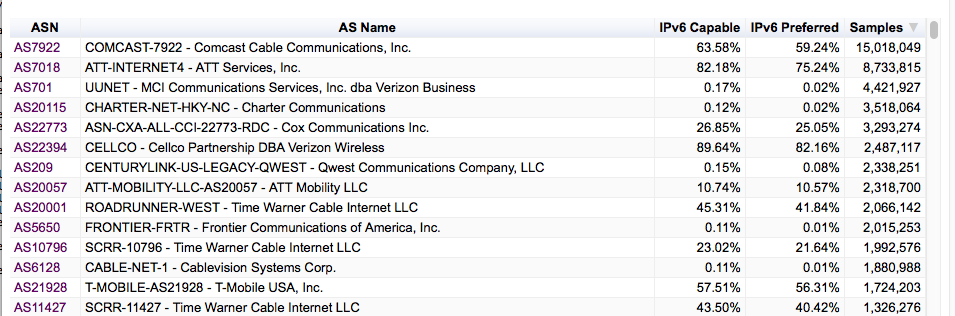 ASN AS Name IPv6 Capable IPv6 Preferred Samples ▼
AS7922 COMCAST-7922 - Comcast Cable Communications, Inc. 63.58% 59.24% 15,018,049
AS7018 ATT-INTERNET4 - ATT Services, Inc. 82.18% 75.24% 8,733,815
AS701 UUNET - MCI Communications Services, Inc. dba Verizon Business 0.17% 0.02% 4,421,927
AS20115 CHARTER-NET-HKY-NC - Charter Communications 0.12% 0.02% 3,518,064
AS22773 ASN-CXA-ALL-CCI-22773-RDC - Cox Communications Inc. 26.85% 25.05% 3,293,274
AS22394 CELLCO - Cellco Partnership DBA Verizon Wireless 89.64% 82.16% 2,487,117
AS209 CENTURYLINK-US-LEGACY-QWEST - Qwest Communications Company, LLC 0.15% 0.08% 2,338,251
AS20057 ATT-MOBILITY-LLC-AS20057 - ATT Mobility LLC 10.74% 10.57% 2,318,700
AS20001 ROADRUNNER-WEST - Time Warner Cable Internet LLC 45.31% 41.84% 2,066,142
AS5650 FRONTIER-FRTR - Frontier Communications of America, Inc. 0.11% 0.01% 2,015,253
AS10796 SCRR-10796 - Time Warner Cable Internet LLC 23.02% 21.64% 1,992,576
AS6128 CABLE-NET-1 - Cablevision Systems Corp. 0.11% 0.01% 1,880,988
AS21928 T-MOBILE-AS21928 - T-Mobile USA, Inc. 57.51% 56.31% 1,724,203
AS11427 SCRR-11427 - Time Warner Cable Internet LLC 43.50% 40.42% 1,326,276